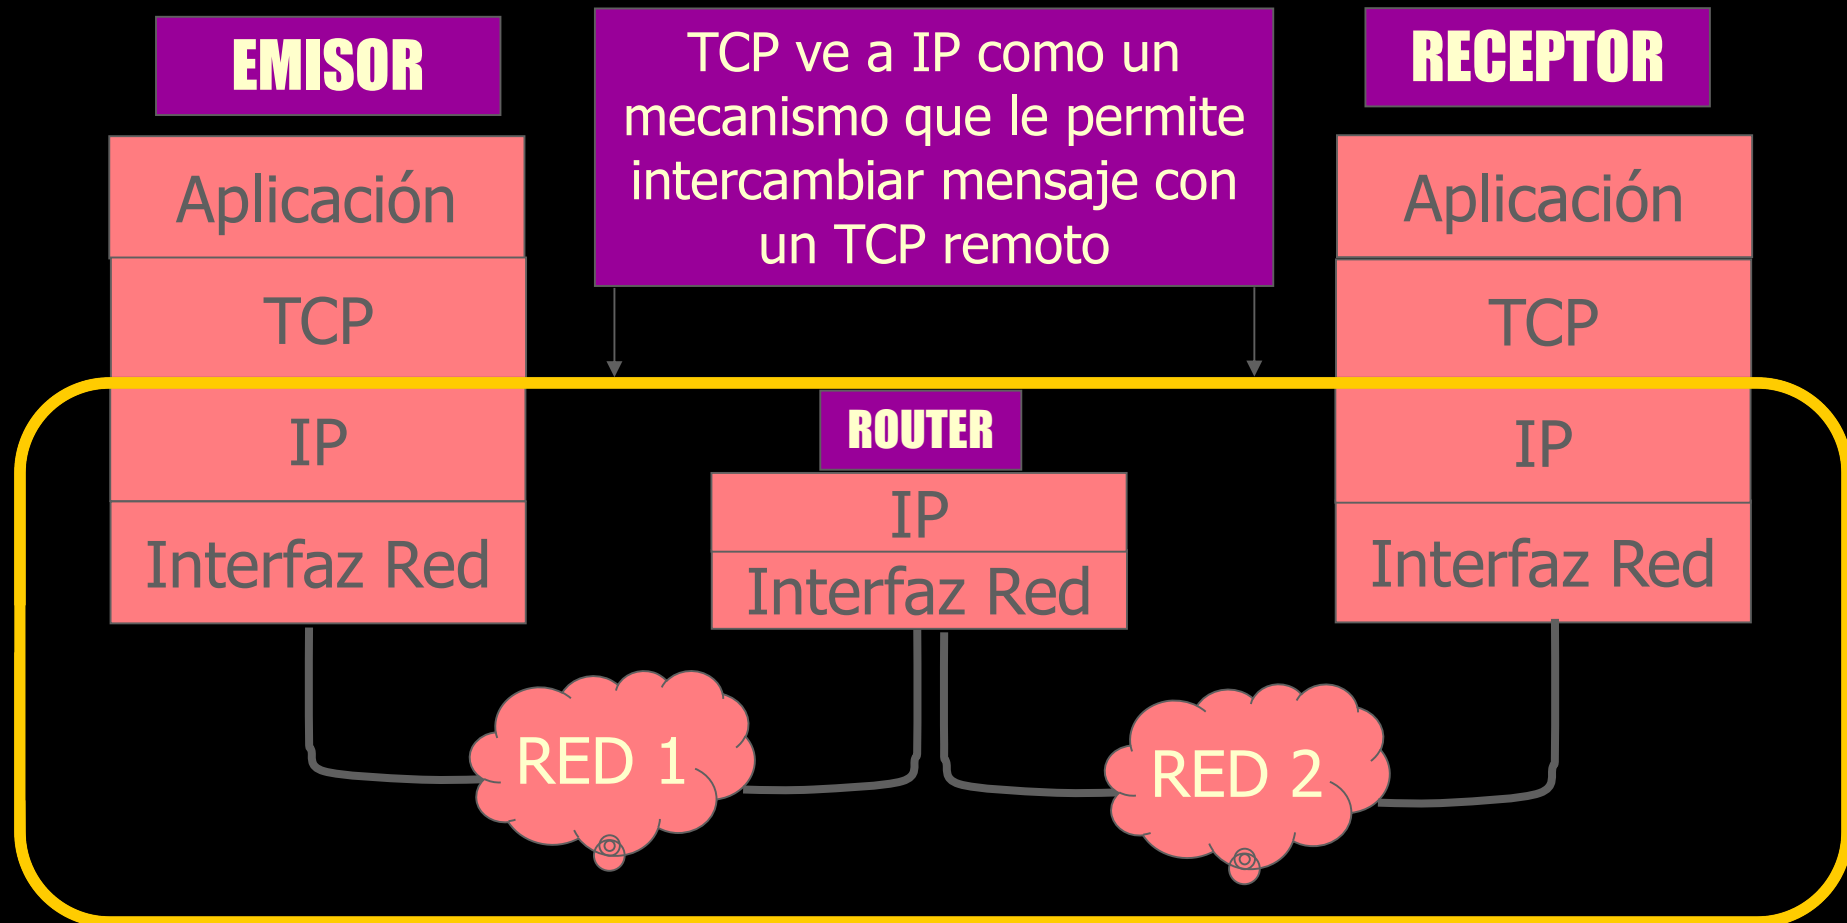 EMISOR
TCP ve a IP como un
mecanismo que le permite
intercambiar mensaje con
un TCP remoto
RECEPTOR
Aplicación
TCP
IP
Interfaz Red
ROUTER
IP
Interfaz Red
Aplicación
TCP
IP
Interfaz Red
RED 1
RED 2